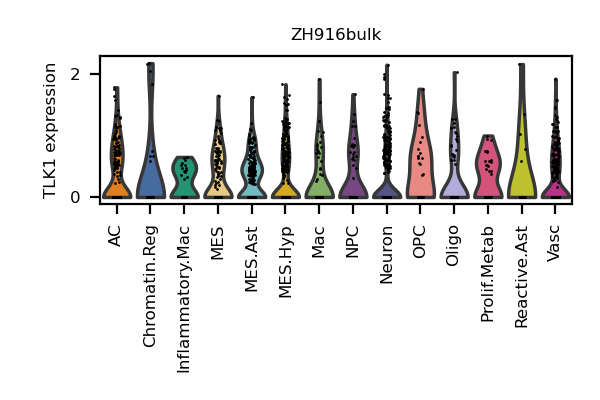 ZH916bulk
TLK1 expression
2
0
AC
Chromatin.Reg
Inflammatory.Mac
MES
MES.Ast
MES.Hyp
Mac
NPC
Neuron
OPC
Oligo
Prolif.Metab
Reactive.Ast
Vasc